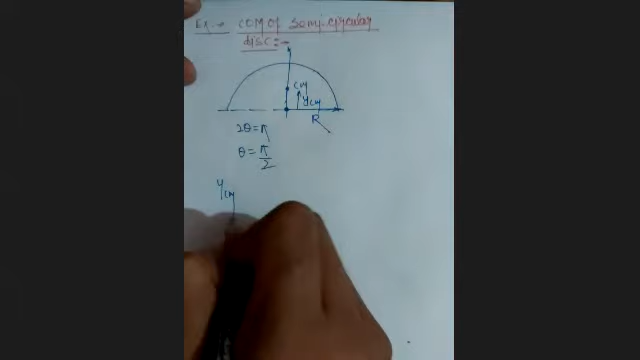 Ex.→ COM of Semi-circular
disc:-
CM
yCM
R
2θ=π
θ=π/2
yCM